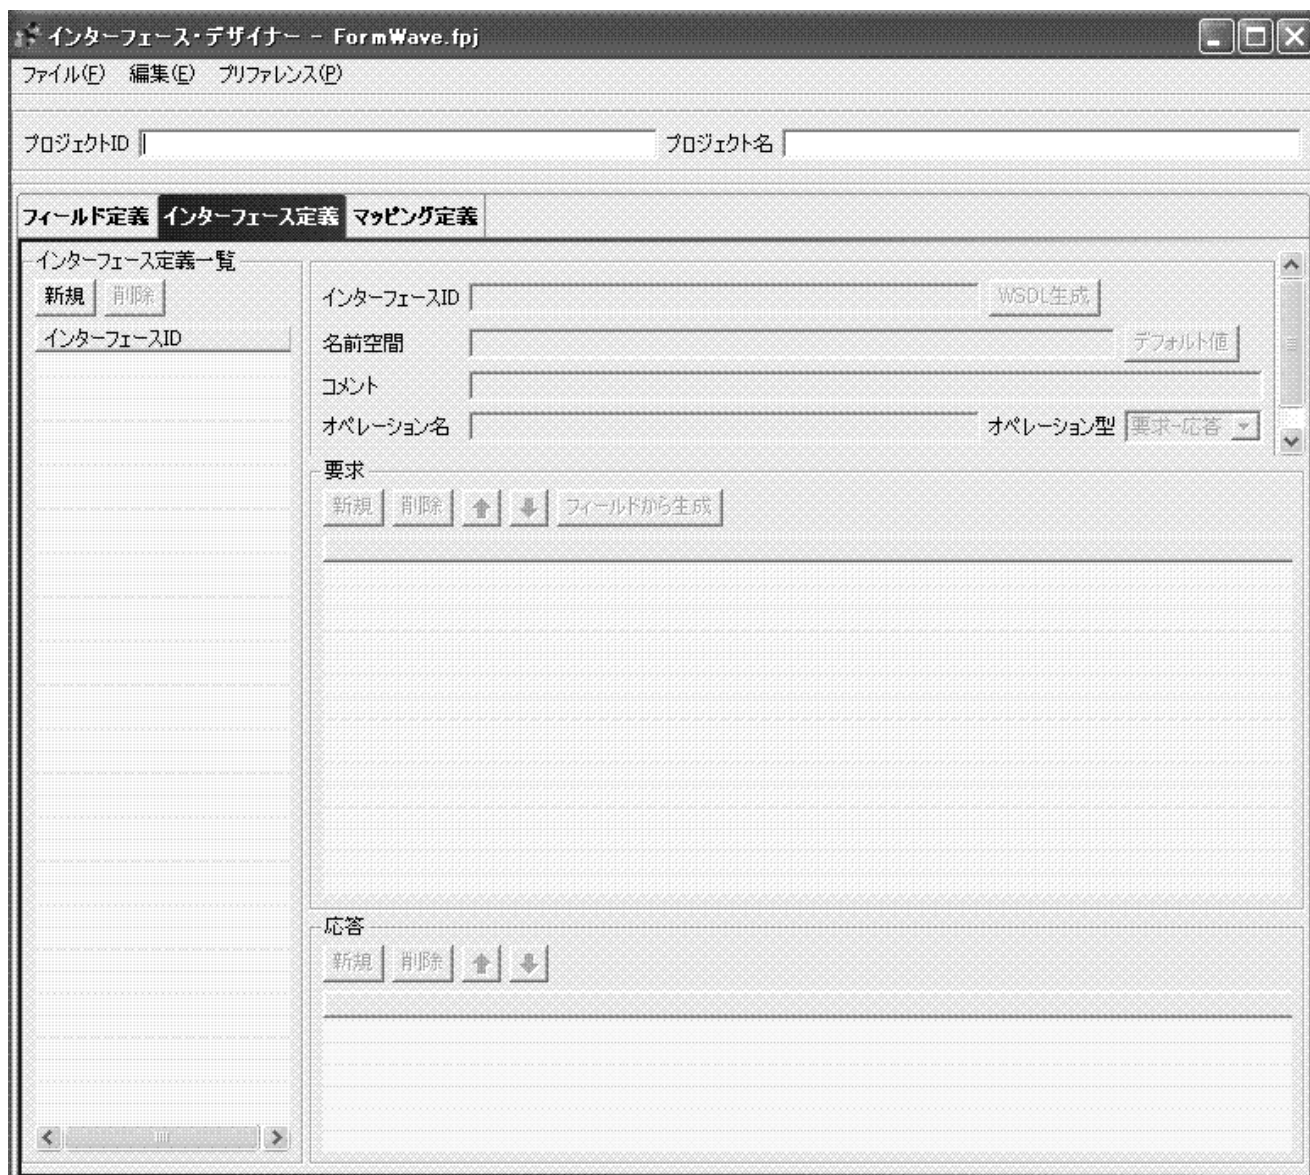 インターフェース・デザイナー - FormWave.fpj
ファイル(F) 編集(E) プリファレンス(P)
プロジェクトID プロジェクト名
フィールド定義 インターフェース定義 マッピング定義
インターフェース定義一覧
新規 削除
インターフェースID
インターフェースID WSDL生成
名前空間 デフォルト値
コメント
オペレーション名 オペレーション型 要求-応答
要求
新規 削除 フィールドから生成
応答
新規 削除